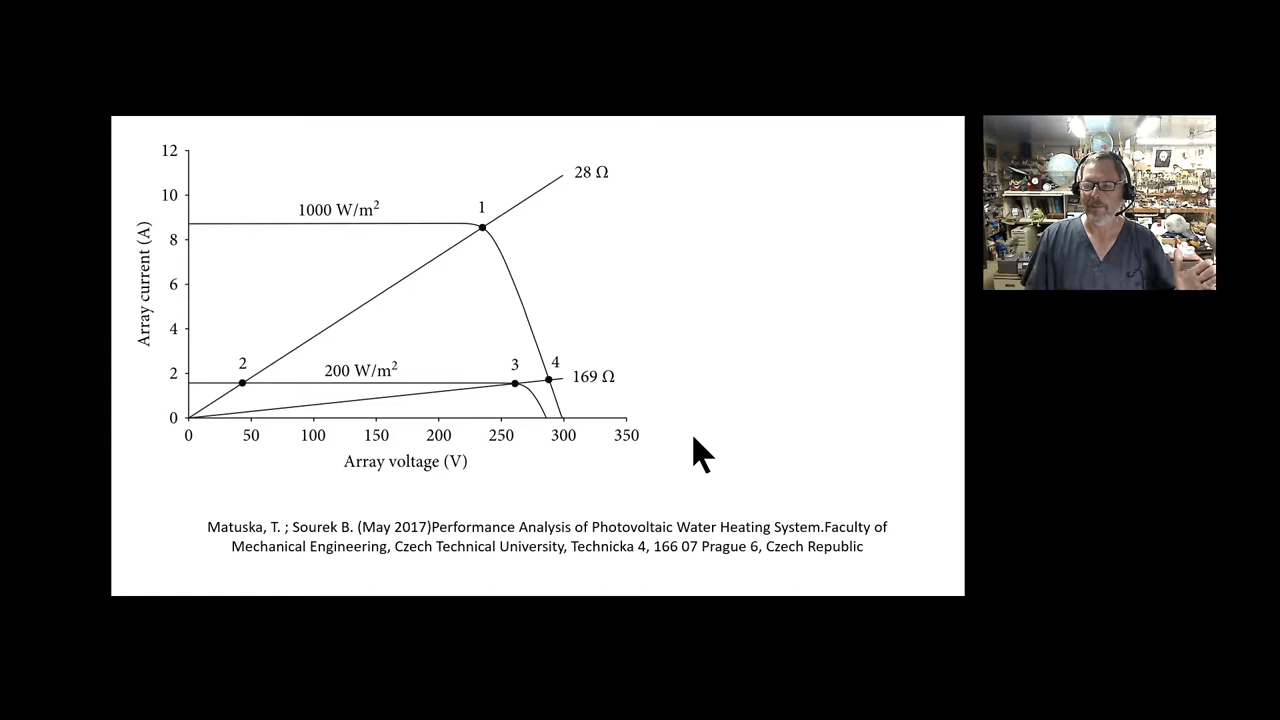 12
28 Ω
10
1
1000 W/m²
8
Array current (A)
6
4
2
3
4
200 W/m²
2
169 Ω
0
0 50 100 150 200 250 300 350
Array voltage (V)
Matuska, T. ; Sourek B. (May 2017)Performance Analysis of Photovoltaic Water Heating System.Faculty of
Mechanical Engineering, Czech Technical University, Technicka 4, 166 07 Prague 6, Czech Republic